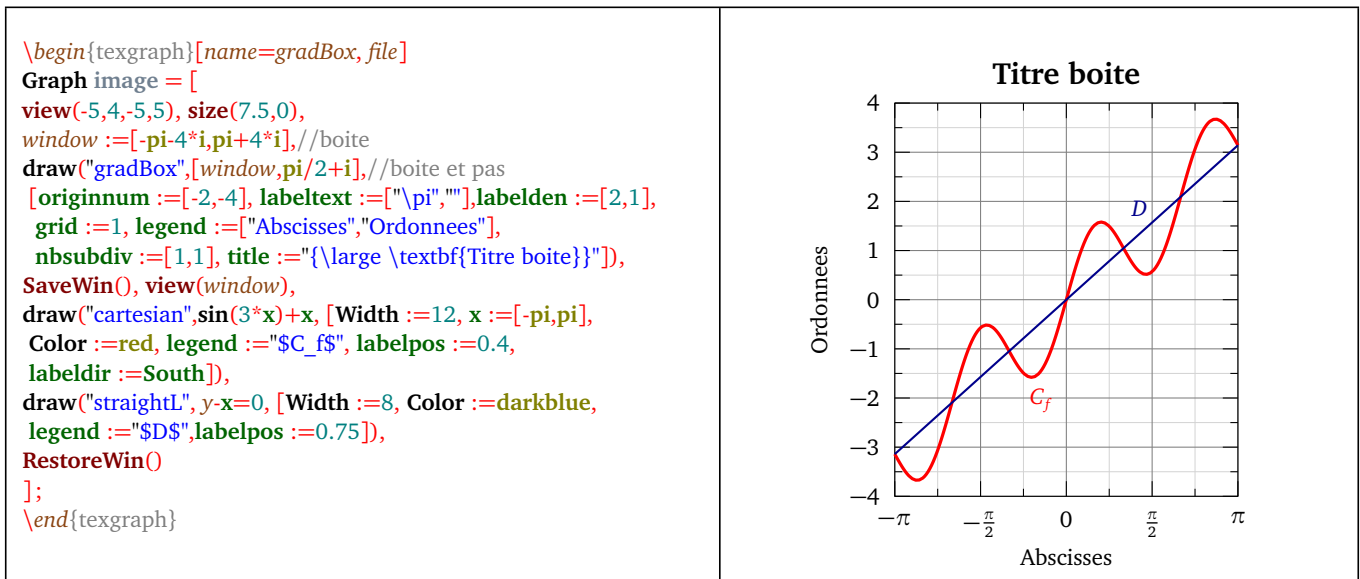 \begin{texgraph}[name=gradBox, file]
Graph image = [
view(-5,4,-5,5), size(7.5,0),
window :=[-pi-4*i,pi+4*i],//boite
draw("gradBox",[window,pi/2+i],//boite et pas
[originnum :=[-2,-4], labeltext :=["\pi",""],labelden :=[2,1],
grid :=1, legend :=["Abscisses","Ordonnees"],
nbsubdiv :=[1,1], title :="{\large \textbf{Titre boite}}"]),
SaveWin(), view(window),
draw("cartesian",sin(3*x)+x, [Width :=12, x :=[-pi,pi],
Color :=red, legend :="$C_f$", labelpos :=0.4,
labeldir :=South]),
draw("straightL", y-x=0, [Width :=8, Color :=darkblue,
legend :="$D$",labelpos :=0.75]),
RestoreWin()
];
\end{texgraph}
Titre boite
4
3
2
1
0
−1
−2
−3
−4
Ordonnees
D
C_f
−π
−π/2
0
π/2
π
Abscisses